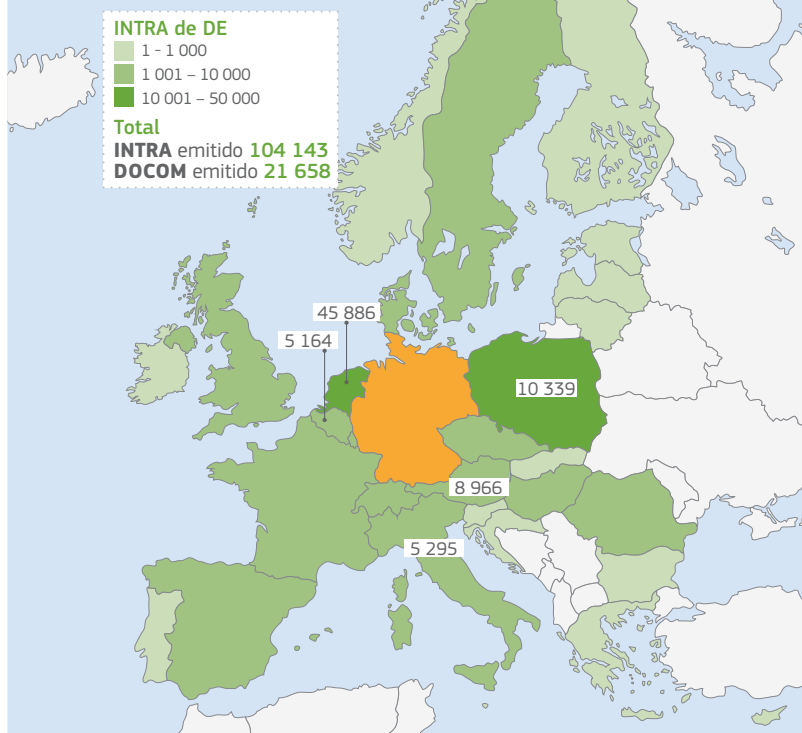 INTRA de DE
1 - 1 000
1 001 – 10 000
10 001 – 50 000
Total
INTRA emitido 104 143
DOCOM emitido 21 658
45 886
5 164
10 339
8 966
5 295